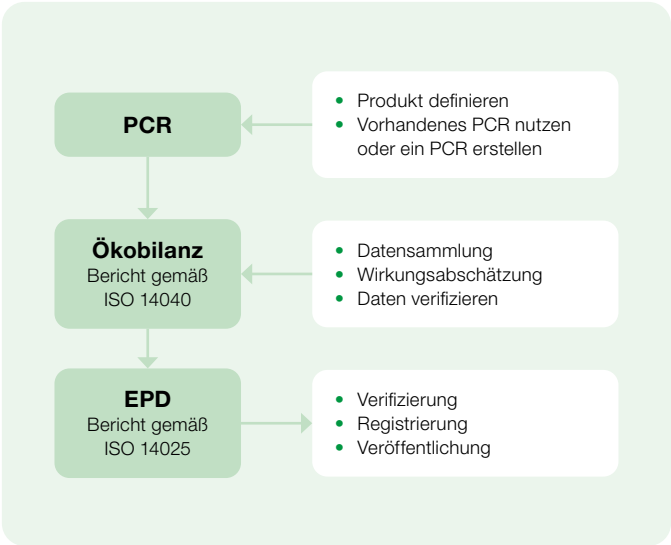 PCR
• Produkt definieren
• Vorhandenes PCR nutzen
oder ein PCR erstellen
Ökobilanz
Bericht gemäß
ISO 14040
• Datensammlung
• Wirkungsabschätzung
• Daten verifizieren
EPD
Bericht gemäß
ISO 14025
• Verifizierung
• Registrierung
• Veröffentlichung